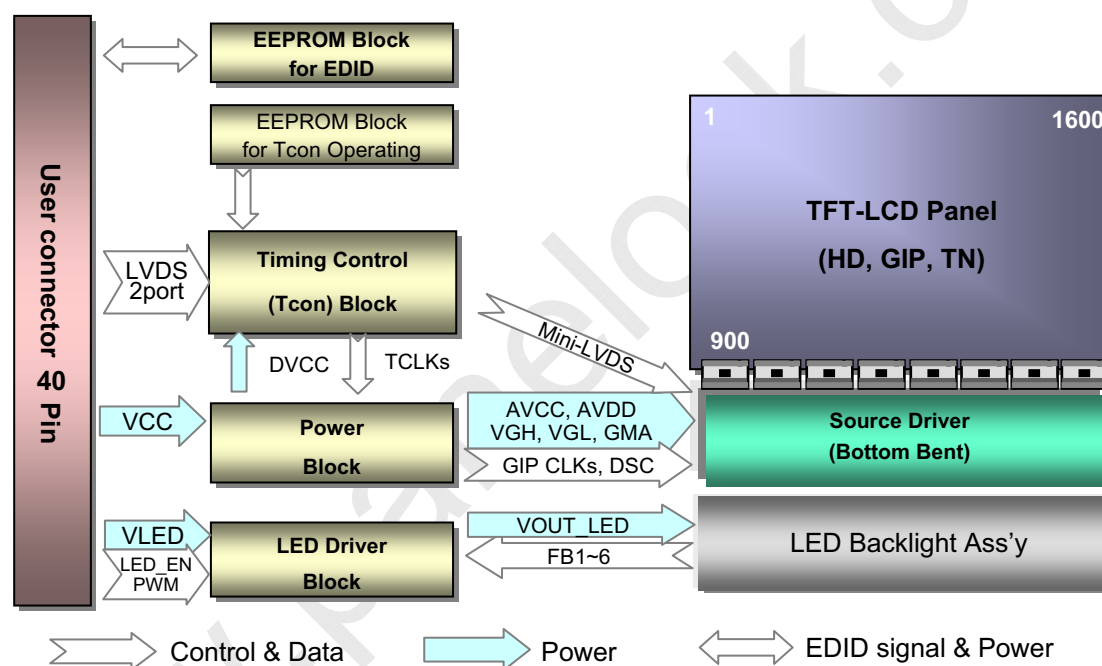 EEPROM Block
for EDID
EEPROM Block
for Tcon Operating
User connector 40 Pin
LVDS
2port
Timing Control
(Tcon) Block
DVCC
TCLKs
Mini-LVDS
1
1600
TFT-LCD Panel
(HD, GIP, TN)
900
VCC
Power
Block
AVCC, AVDD
VGH, VGL, GMA
GIP CLKs, DSC
Source Driver
(Bottom Bent)
VLED
LED_EN
PWM
LED Driver
Block
VOUT_LED
FB1~6
LED Backlight Ass'y
Control & Data
Power
EDID signal & Power